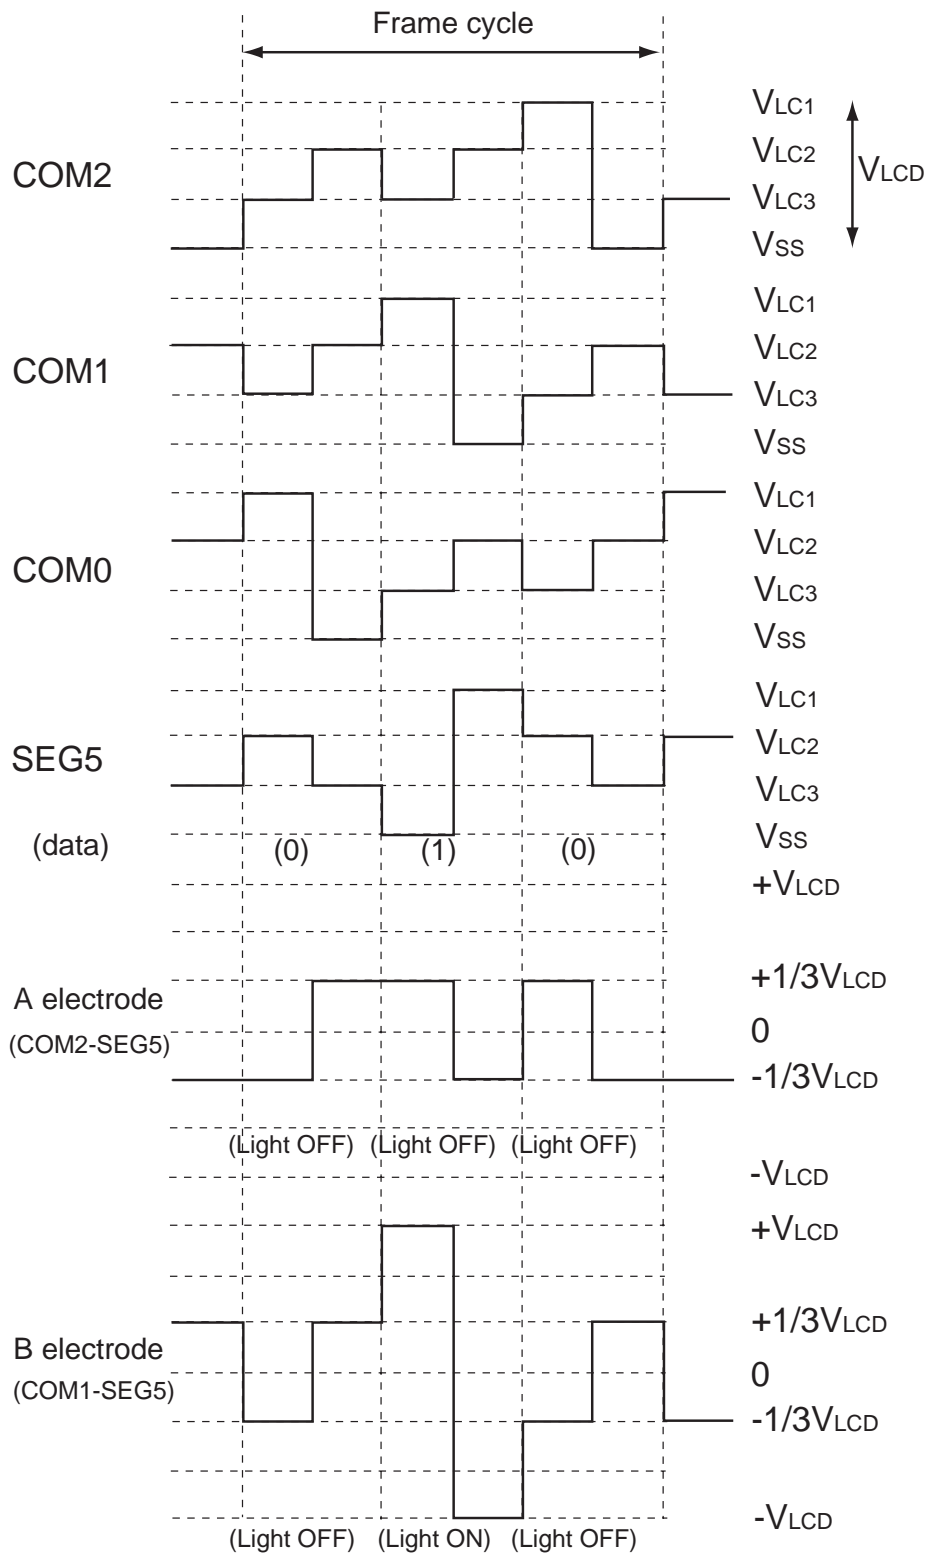 Frame cycle
VLC1
VLC2
COM2
VLCD
VLC3
VSS
VLC1
VLC2
COM1
VLC3
VSS
VLC1
VLC2
COM0
VLC3
VSS
VLC1
SEG5
VLC2
VLC3
(data) (0) (1) (0) VSS
+VLCD
+1/3VLCD
A electrode
(COM2-SEG5)
0
-1/3VLCD
(Light OFF) (Light OFF) (Light OFF)
-VLCD
+VLCD
+1/3VLCD
B electrode
(COM1-SEG5)
0
-1/3VLCD
-VLCD
(Light OFF) (Light ON) (Light OFF)